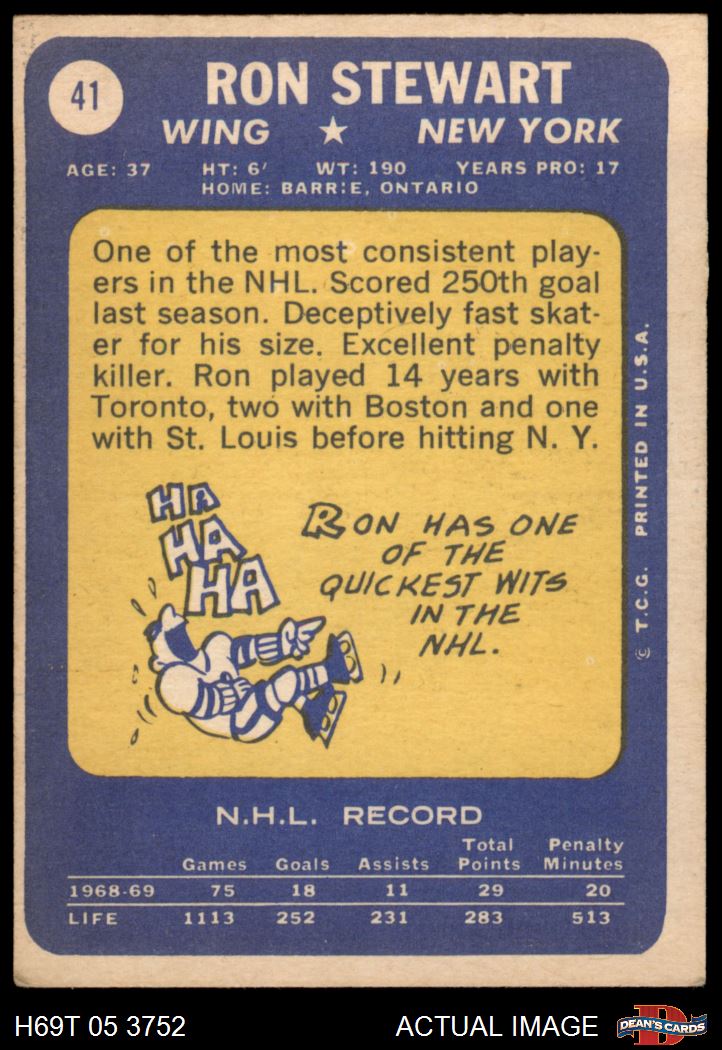 41
RON STEWART
WING ★ NEW YORK
AGE: 37 HT: 6' WT: 190 YEARS PRO: 17
HOME: BARRIE, ONTARIO
One of the most consistent play-
ers in the NHL. Scored 250th goal
last season. Deceptively fast skat-
er for his size. Excellent penalty
killer. Ron played 14 years with
Toronto, two with Boston and one
with St. Louis before hitting N. Y.
HA
HA
HA
RON HAS ONE
OF THE
QUICKEST WITS
IN THE
NHL.
© T.C.G. PRINTED IN U.S.A.
N.H.L. RECORD
Games Goals Assists Total Points Penalty Minutes
1968-69 75 18 11 29 20
LIFE 1113 252 231 283 513
H69T 05 3752 ACTUAL IMAGE
D
DEAN'S CARDS